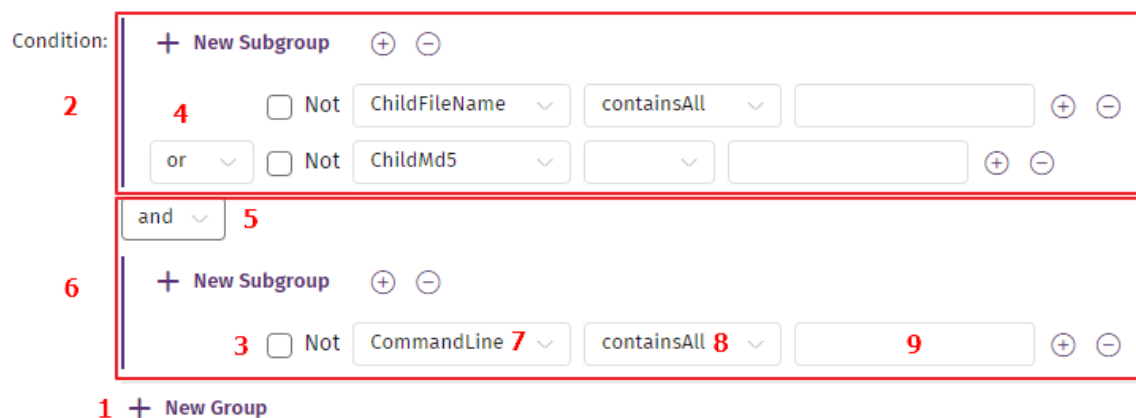 Condition:
+ New Subgroup
2
4
Not ChildFileName containsAll
or Not ChildMd5
and 5
6
+ New Subgroup
3 Not CommandLine 7 containsAll 8 9
1 + New Group